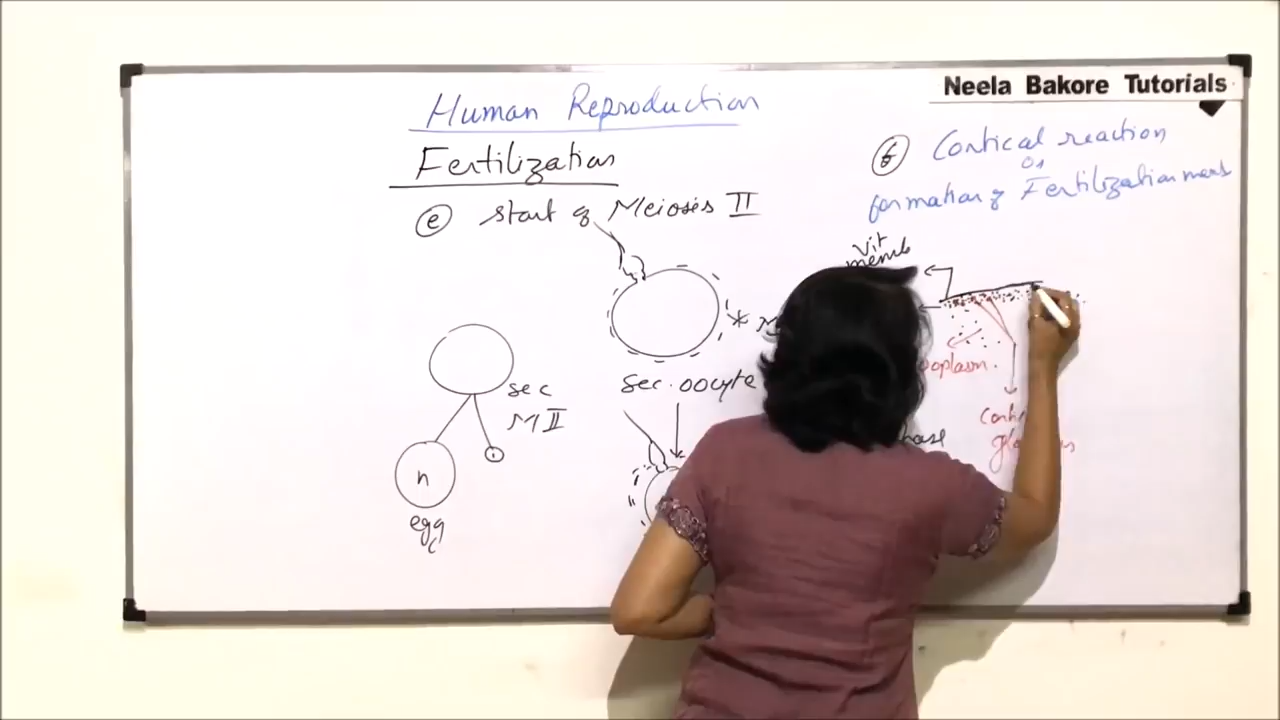 Neela Bakore Tutorials
Human Reproduction
Fertilization
e start of Meiosis II
sec
M II
n
egg
sec. oocyte
f Cortical reaction
or
formation of Fertilization memb
Vit
memb